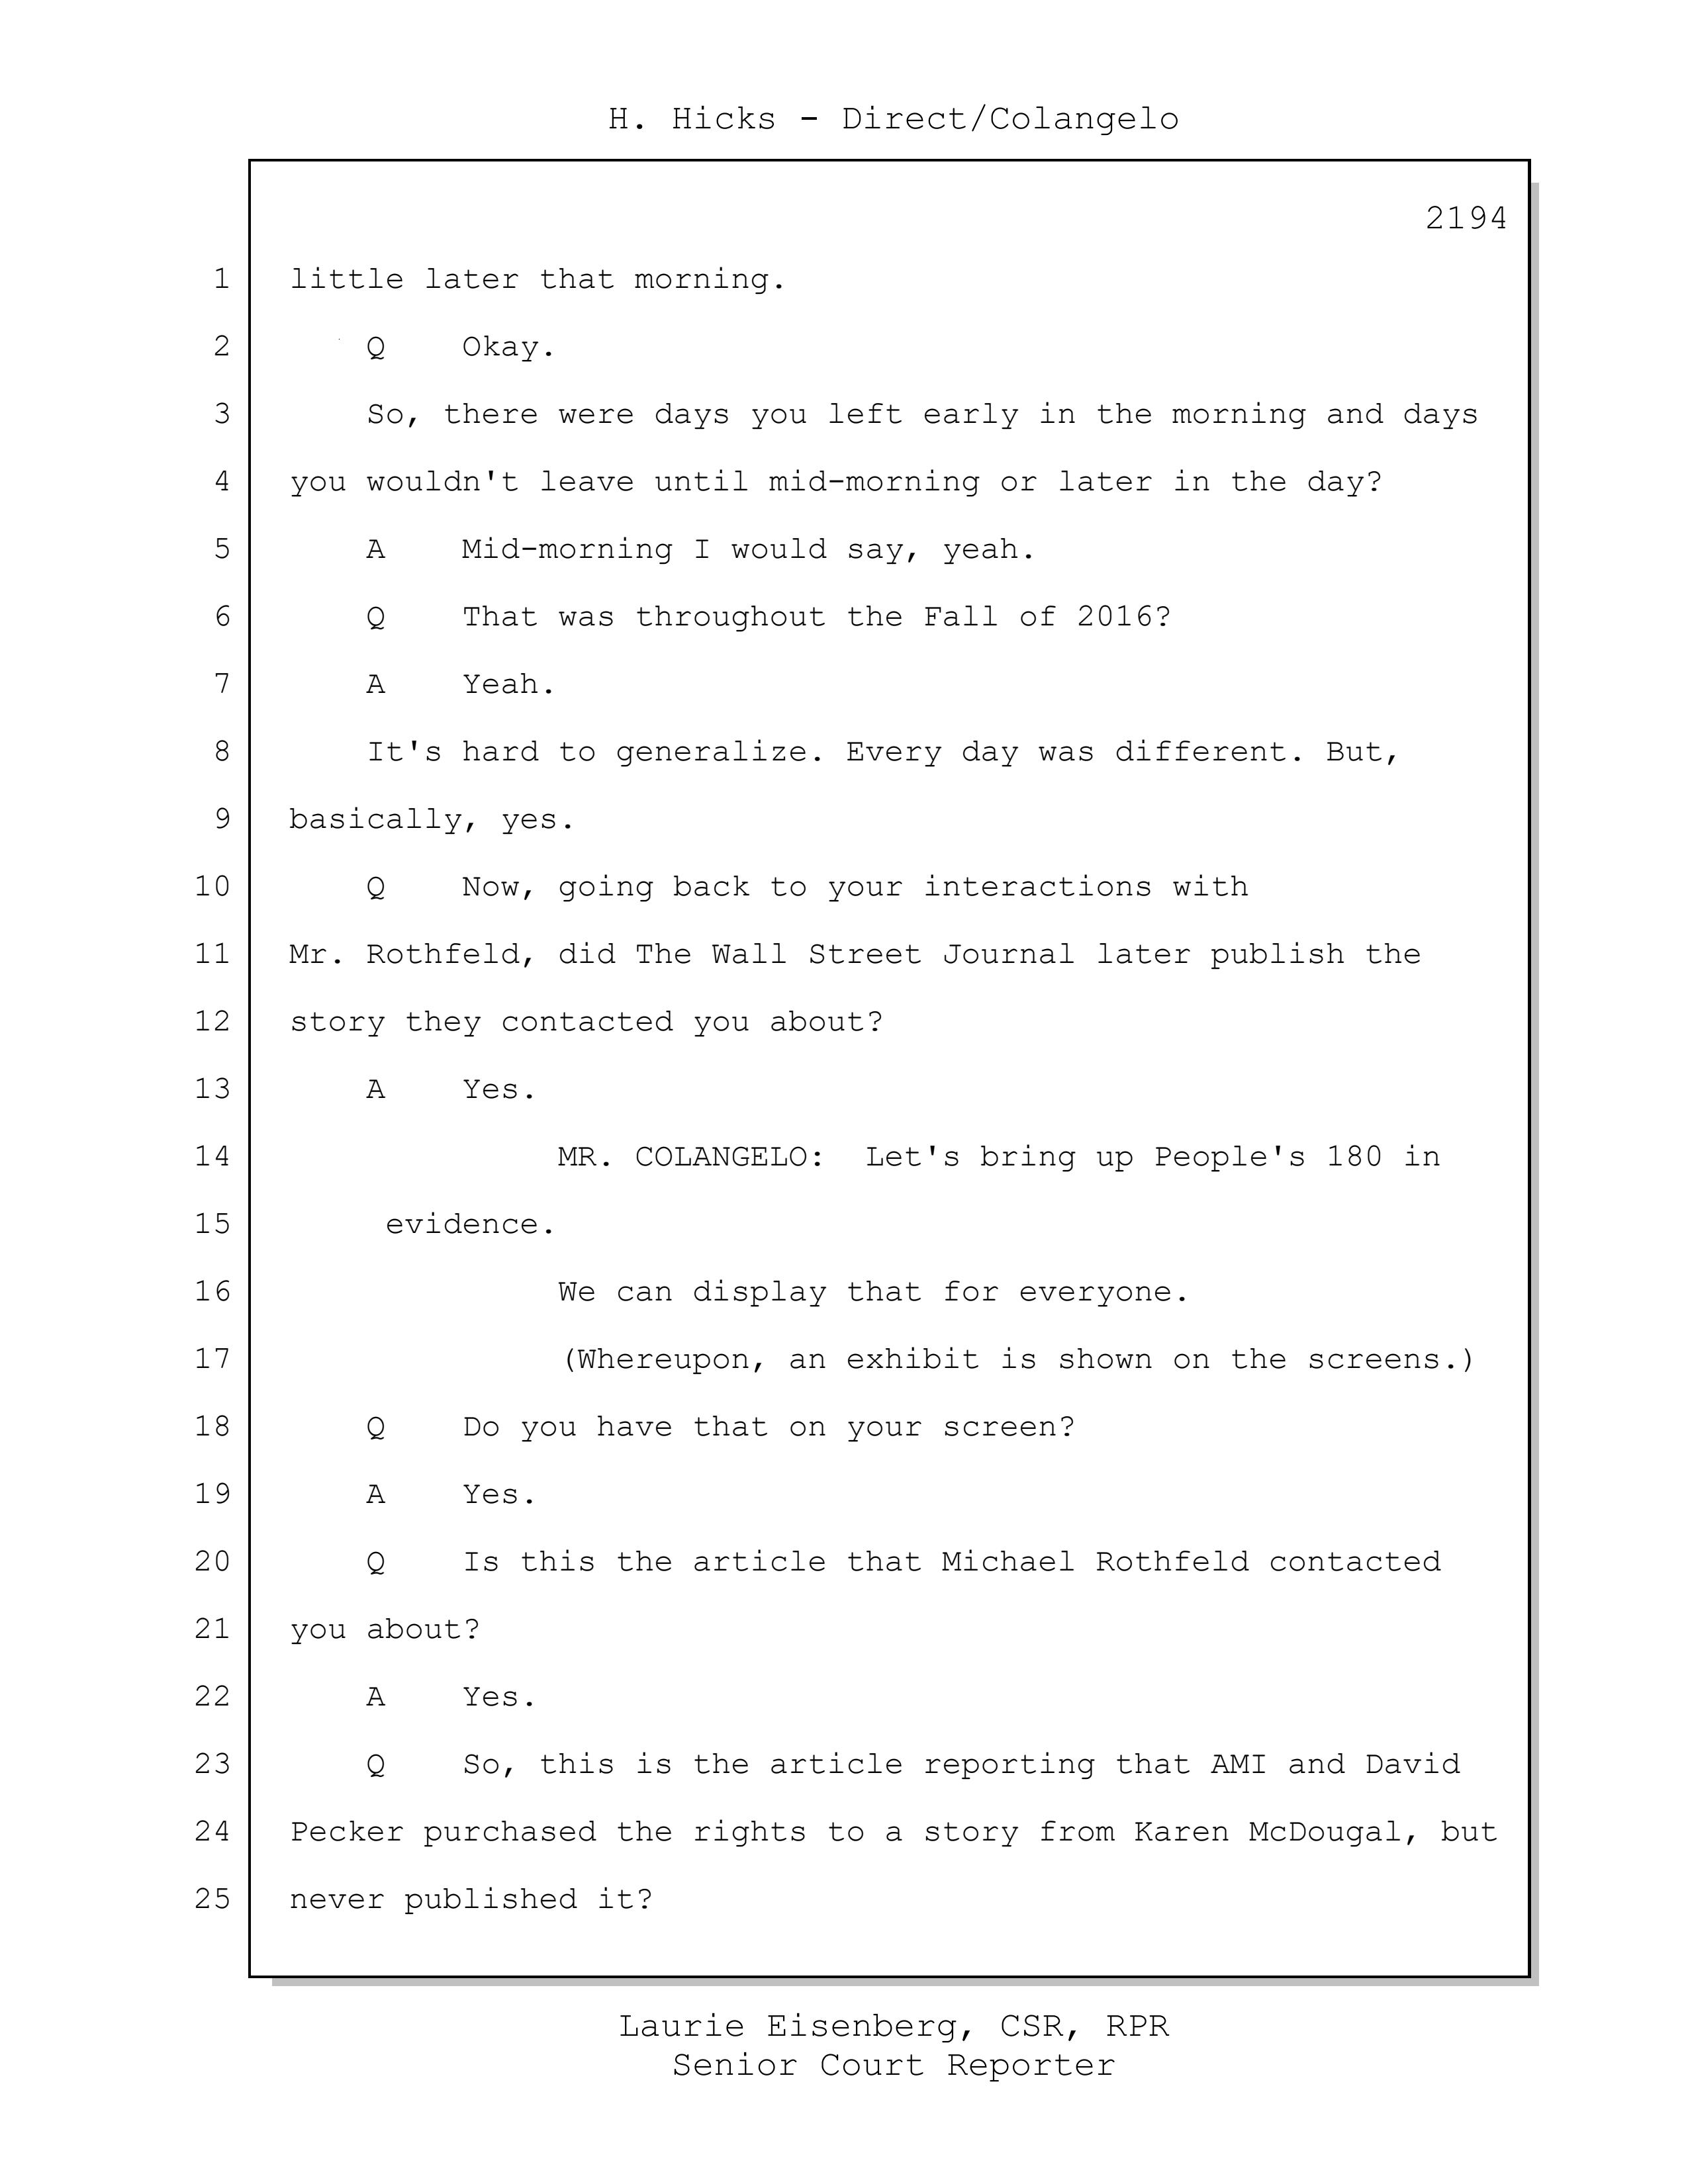 H. Hicks - Direct/Colangelo
2194
1 little later that morning.
2 Q Okay.
3 So, there were days you left early in the morning and days
4 you wouldn't leave until mid-morning or later in the day?
5 A Mid-morning I would say, yeah.
6 Q That was throughout the Fall of 2016?
7 A Yeah.
8 It's hard to generalize. Every day was different. But,
9 basically, yes.
10 Q Now, going back to your interactions with
11 Mr. Rothfeld, did The Wall Street Journal later publish the
12 story they contacted you about?
13 A Yes.
14 MR. COLANGELO: Let's bring up People's 180 in
15 evidence.
16 We can display that for everyone.
17 (Whereupon, an exhibit is shown on the screens.)
18 Q Do you have that on your screen?
19 A Yes.
20 Q Is this the article that Michael Rothfeld contacted
21 you about?
22 A Yes.
23 Q So, this is the article reporting that AMI and David
24 Pecker purchased the rights to a story from Karen McDougal, but
25 never published it?
Laurie Eisenberg, CSR, RPR
Senior Court Reporter